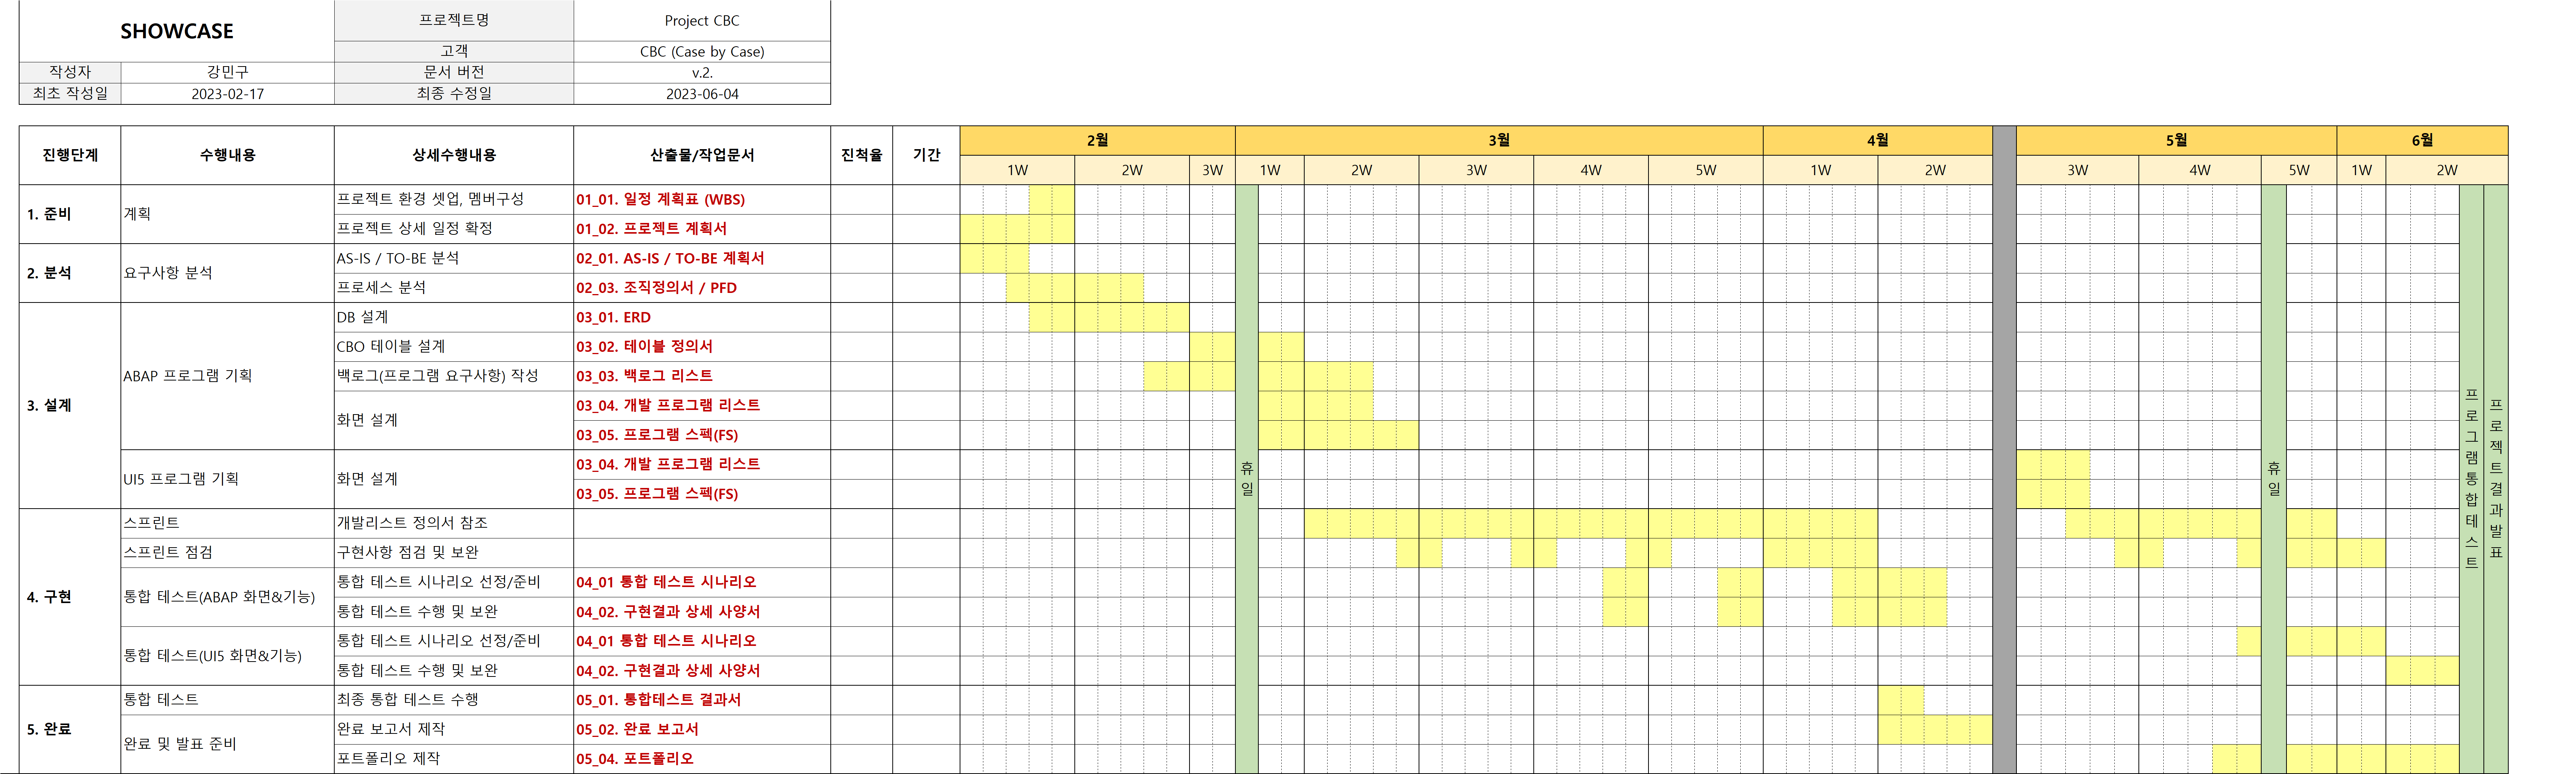 SHOWCASE
프로젝트명
Project CBC
고객
CBC (Case by Case)
작성자
강민구
문서 버전
v.2.
최초 작성일
2023-02-17
최종 수정일
2023-06-04
진행단계
수행내용
상세수행내용
산출물/작업문서
진척율
기간
2월
3월
4월
5월
6월
1W
2W
3W
1W
2W
3W
4W
5W
1W
2W
3W
4W
5W
1W
2W
1. 준비
계획
프로젝트 환경 셋업, 멤버구성
01_01. 일정 계획표 (WBS)
프로젝트 상세 일정 확정
01_02. 프로젝트 계획서
2. 분석
요구사항 분석
AS-IS / TO-BE 분석
02_01. AS-IS / TO-BE 계획서
프로세스 분석
02_03. 조직정의서 / PFD
3. 설계
ABAP 프로그램 기획
DB 설계
03_01. ERD
CBO 테이블 설계
03_02. 테이블 정의서
백로그(프로그램 요구사항) 작성
03_03. 백로그 리스트
화면 설계
03_04. 개발 프로그램 리스트
03_05. 프로그램 스펙(FS)
UI5 프로그램 기획
화면 설계
03_04. 개발 프로그램 리스트
03_05. 프로그램 스펙(FS)
4. 구현
스프린트
개발리스트 정의서 참조
스프린트 점검
구현사항 점검 및 보완
통합 테스트(ABAP 화면&기능)
통합 테스트 시나리오 선정/준비
04_01 통합 테스트 시나리오
통합 테스트 수행 및 보완
04_02. 구현결과 상세 사양서
통합 테스트(UI5 화면&기능)
통합 테스트 시나리오 선정/준비
04_01 통합 테스트 시나리오
통합 테스트 수행 및 보완
04_02. 구현결과 상세 사양서
5. 완료
통합 테스트
최종 통합 테스트 수행
05_01. 통합테스트 결과서
완료 및 발표 준비
완료 보고서 제작
05_02. 완료 보고서
포트폴리오 제작
05_04. 포트폴리오
휴일
휴일
프로그램통합테스트
프로젝트결과발표